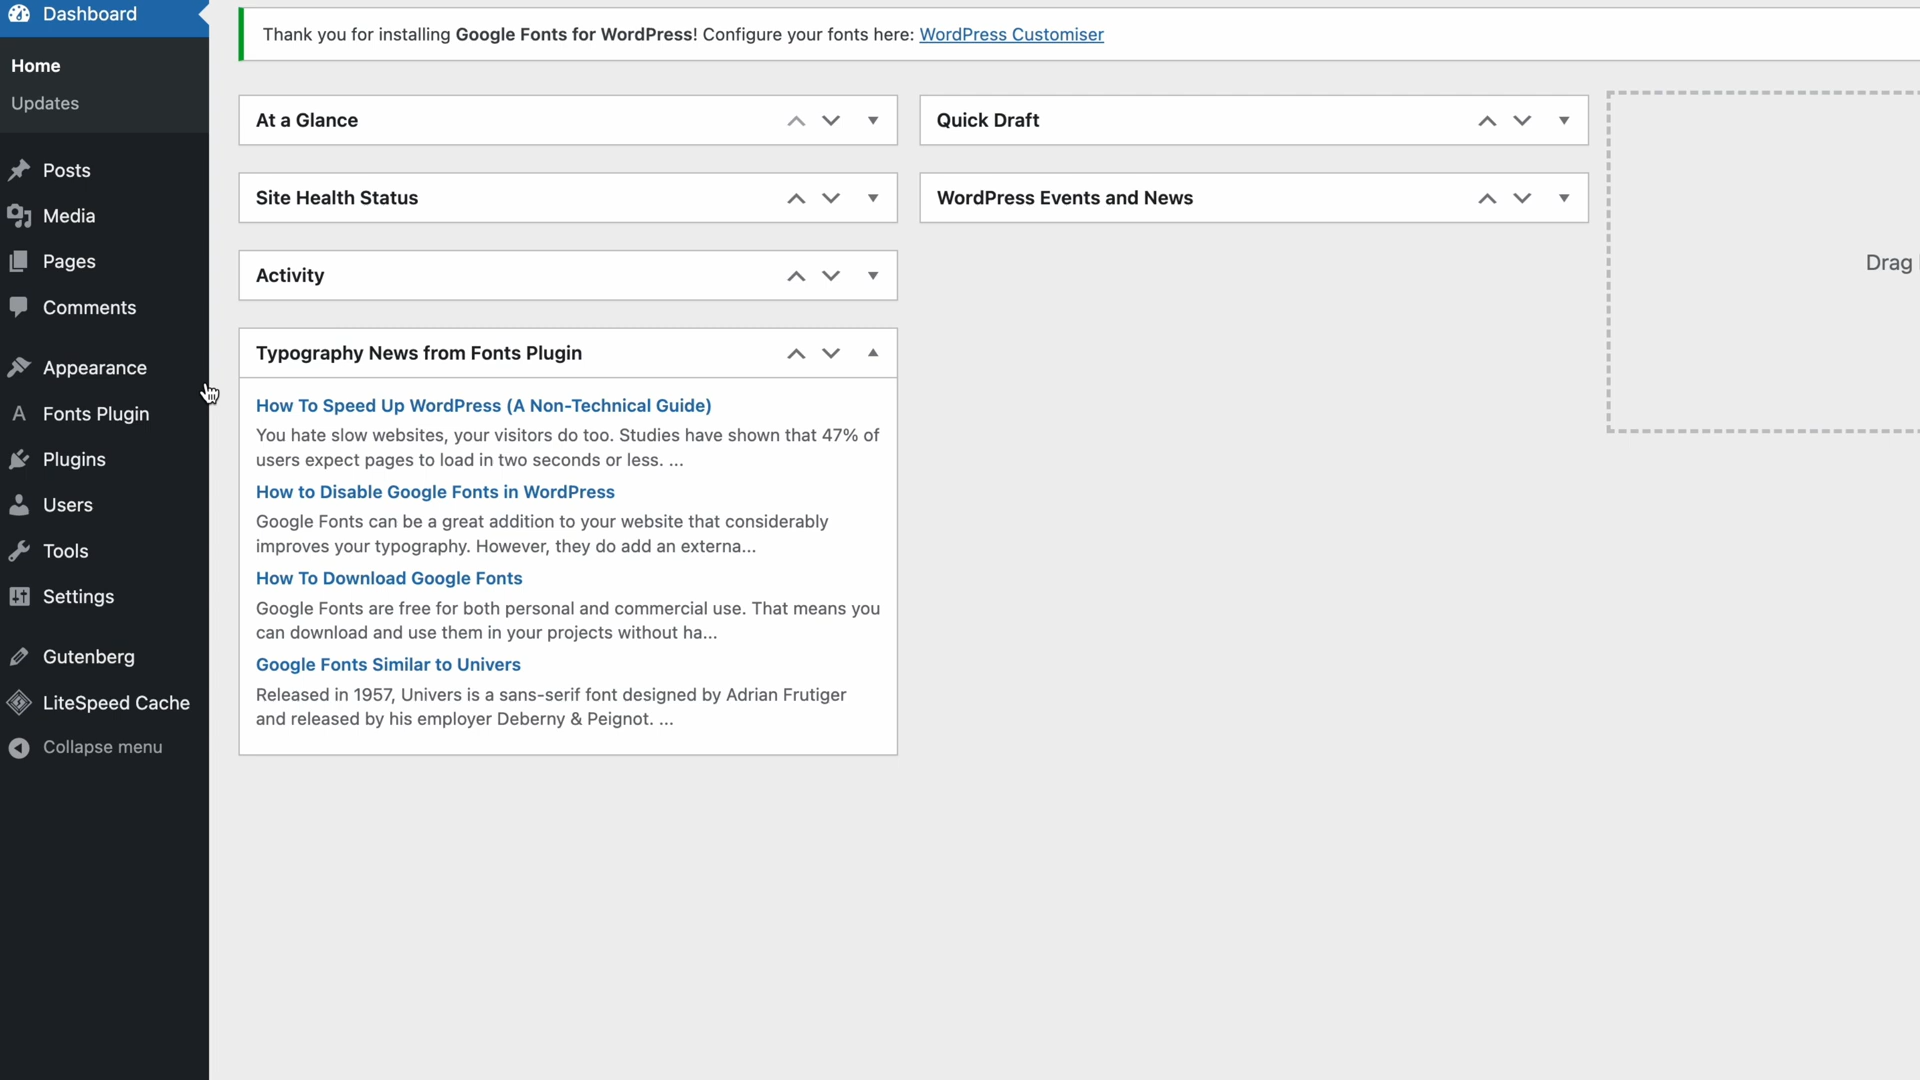 Dashboard
Home
Updates
Posts
Media
Pages
Comments
Appearance
A Fonts Plugin
Plugins
Users
Tools
Settings
Gutenberg
LiteSpeed Cache
Collapse menu
Thank you for installing Google Fonts for WordPress! Configure your fonts here: WordPress Customiser
At a Glance
Site Health Status
Activity
Typography News from Fonts Plugin
How To Speed Up WordPress (A Non-Technical Guide)
You hate slow websites, your visitors do too. Studies have shown that 47% of
users expect pages to load in two seconds or less. ...
How to Disable Google Fonts in WordPress
Google Fonts can be a great addition to your website that considerably
improves your typography. However, they do add an externa...
How To Download Google Fonts
Google Fonts are free for both personal and commercial use. That means you
can download and use them in your projects without ha...
Google Fonts Similar to Univers
Released in 1957, Univers is a sans-serif font designed by Adrian Frutiger
and released by his employer Deberny & Peignot. ...
Quick Draft
WordPress Events and News
Drag